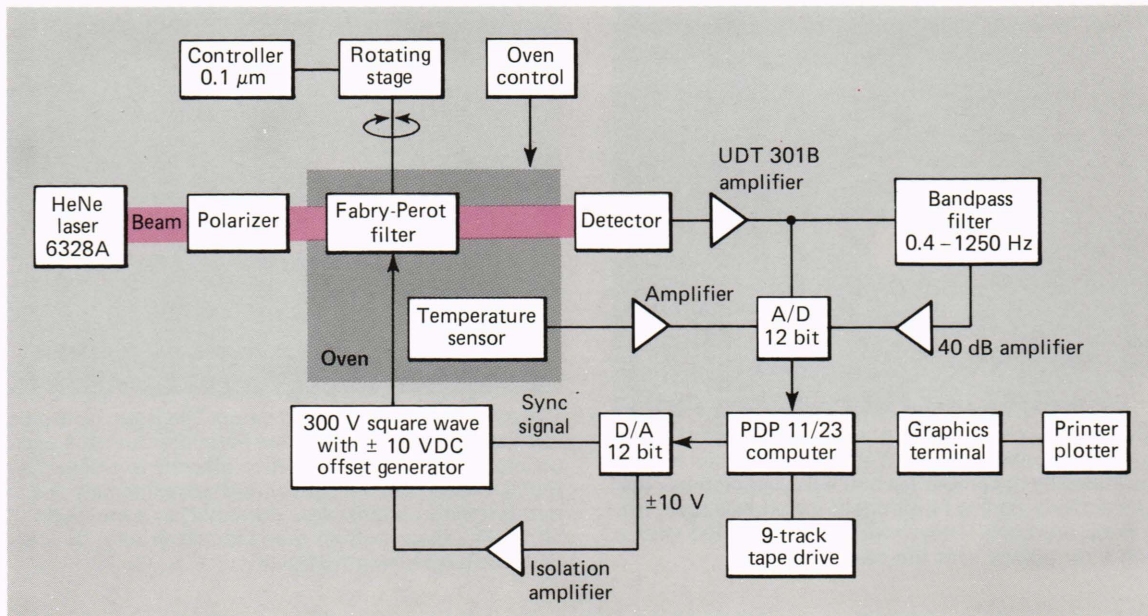 Controller
0.1 μm
Rotating
stage
Oven
control
UDT 301B
amplifier
HeNe
laser
6328A
Beam
Polarizer
Fabry-Perot
filter
Detector
Bandpass
filter
0.4 – 1250 Hz
Temperature
sensor
Oven
Amplifier
A/D
12 bit
40 dB amplifier
300 V square wave
with ± 10 VDC
offset generator
Sync
signal
D/A
12 bit
PDP 11/23
computer
Graphics
terminal
Printer
plotter
±10 V
Isolation
amplifier
9-track
tape drive